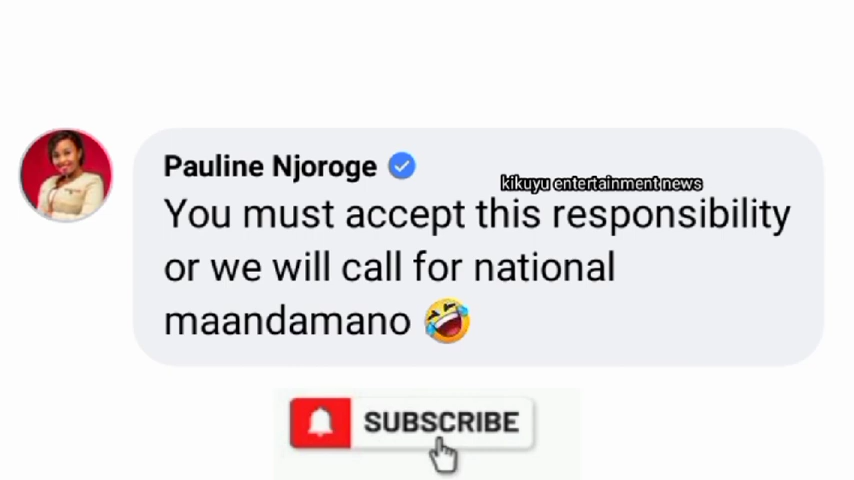 Pauline Njoroge
kikuyu entertainment news
You must accept this responsibility
or we will call for national
maandamano 🤣
SUBSCRIBE